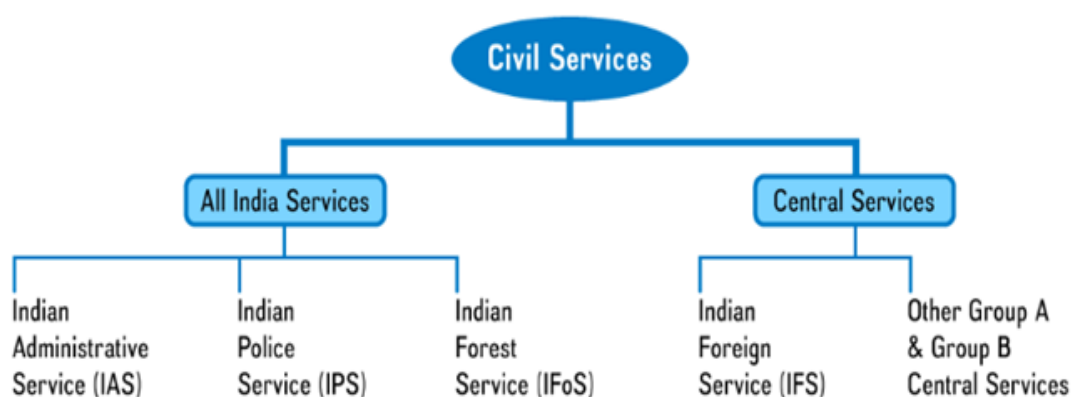 Civil Services
All India Services
Central Services
Indian
Administrative
Service (IAS)
Indian
Police
Service (IPS)
Indian
Forest
Service (IFoS)
Indian
Foreign
Service (IFS)
Other Group A
& Group B
Central Services